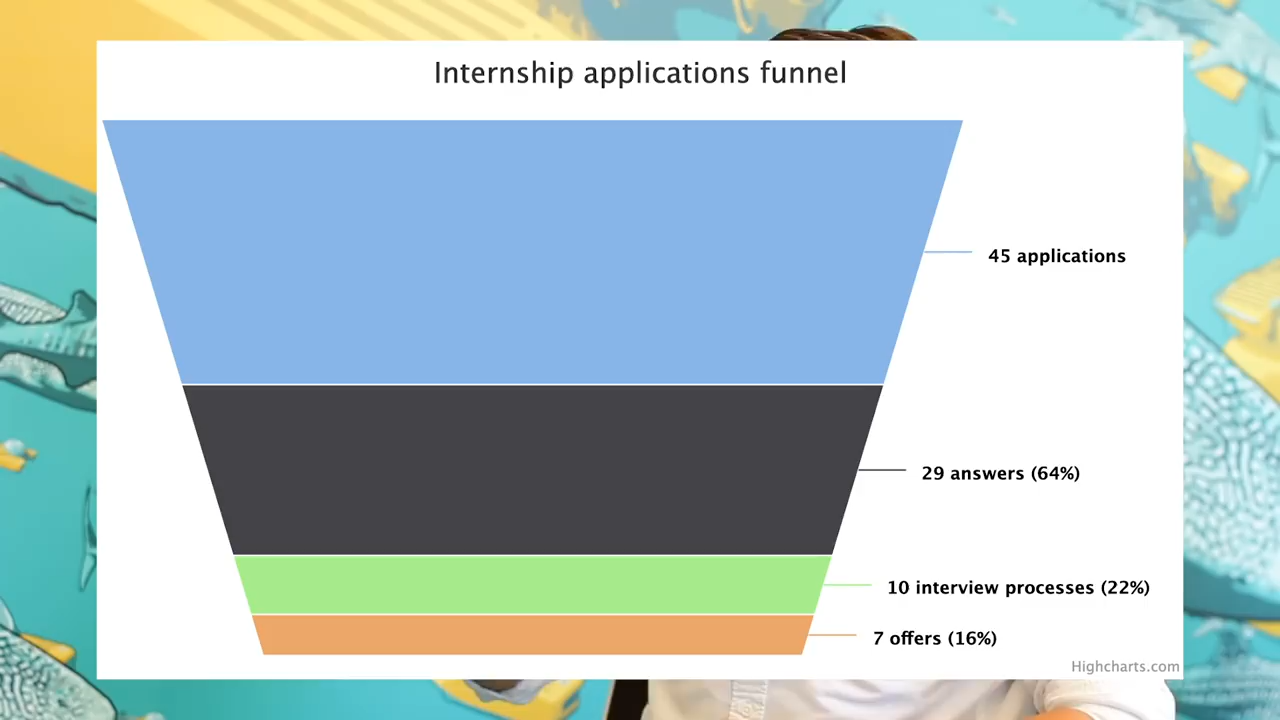 Internship applications funnel
45 applications
29 answers (64%)
10 interview processes (22%)
7 offers (16%)
Highcharts.com